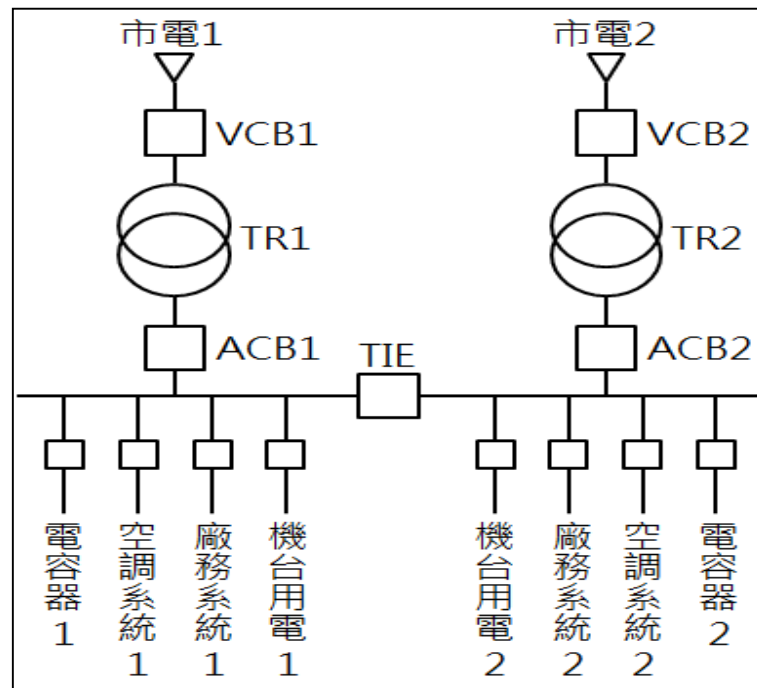 市電1
市電2
VCB1
VCB2
TR1
TR2
ACB1
TIE
ACB2
電容器1
空調系統1
廠務系統1
機台用電1
機台用電2
廠務系統2
空調系統2
電容器2